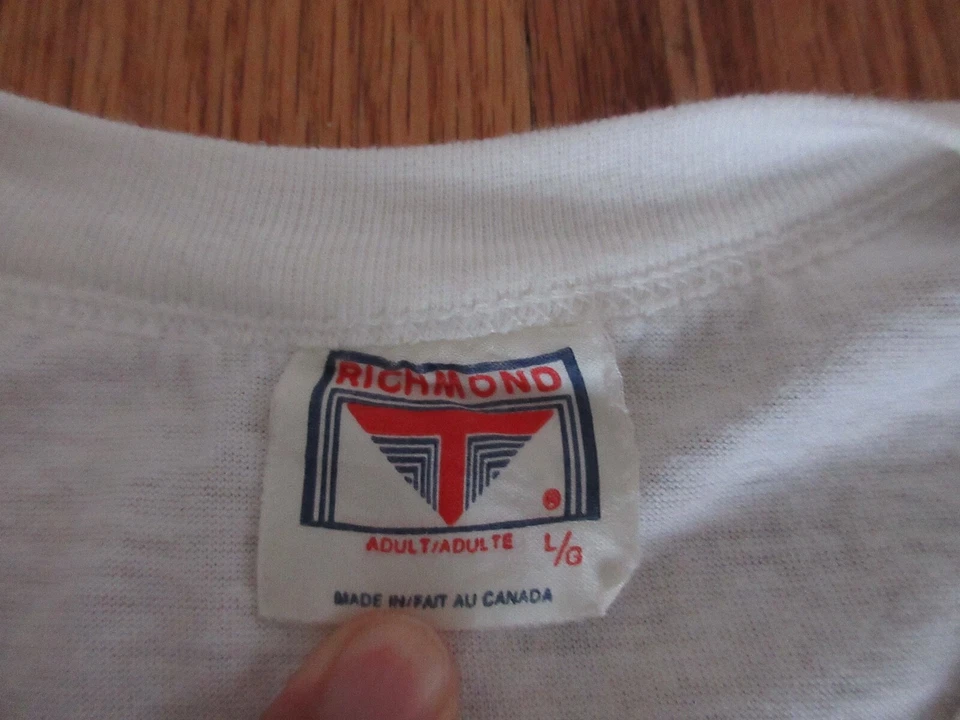 RICHMOND
T
®
ADULT/ADULTE L/G
MADE IN/FAIT AU CANADA